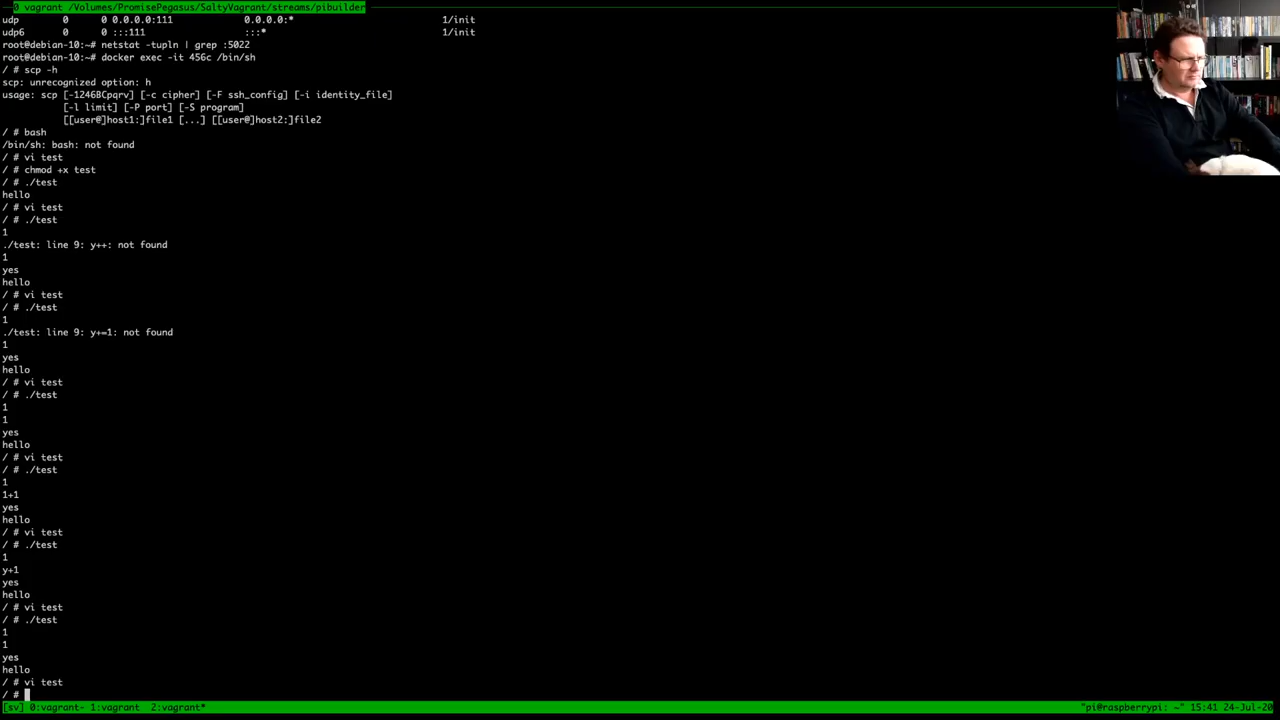 0 vagrant /Volumes/PromisePegasus/SaltyVagrant/streams/pibuilder
udp 0 0 0.0.0.0:111 0.0.0.0:* 1/init
udp6 0 0 :::111 :::* 1/init
root@debian-10:~# netstat -tupln | grep :5022
root@debian-10:~# docker exec -it 456c /bin/sh
/ # scp -h
scp: unrecognized option: h
usage: scp [-1246BCpqrv] [-c cipher] [-F ssh_config] [-i identity_file]
[-l limit] [-P port] [-S program]
[[user@]host1:]file1 [...] [[user@]host2:]file2
/ # bash
/bin/sh: bash: not found
/ # vi test
/ # chmod +x test
/ # ./test
hello
/ # vi test
/ # ./test
1
./test: line 9: y++: not found
1
yes
hello
/ # vi test
/ # ./test
1
./test: line 9: y+=1: not found
1
yes
hello
/ # vi test
/ # ./test
1
1
yes
hello
/ # vi test
/ # ./test
1
1+1
yes
hello
/ # vi test
/ # ./test
1
y+1
yes
hello
/ # vi test
/ # ./test
1
1
yes
hello
/ # vi test
/ #
[sv] 0:vagrant- 1:vagrant 2:vagrant* "pi@raspberrypi: ~" 15:41 24-Jul-20